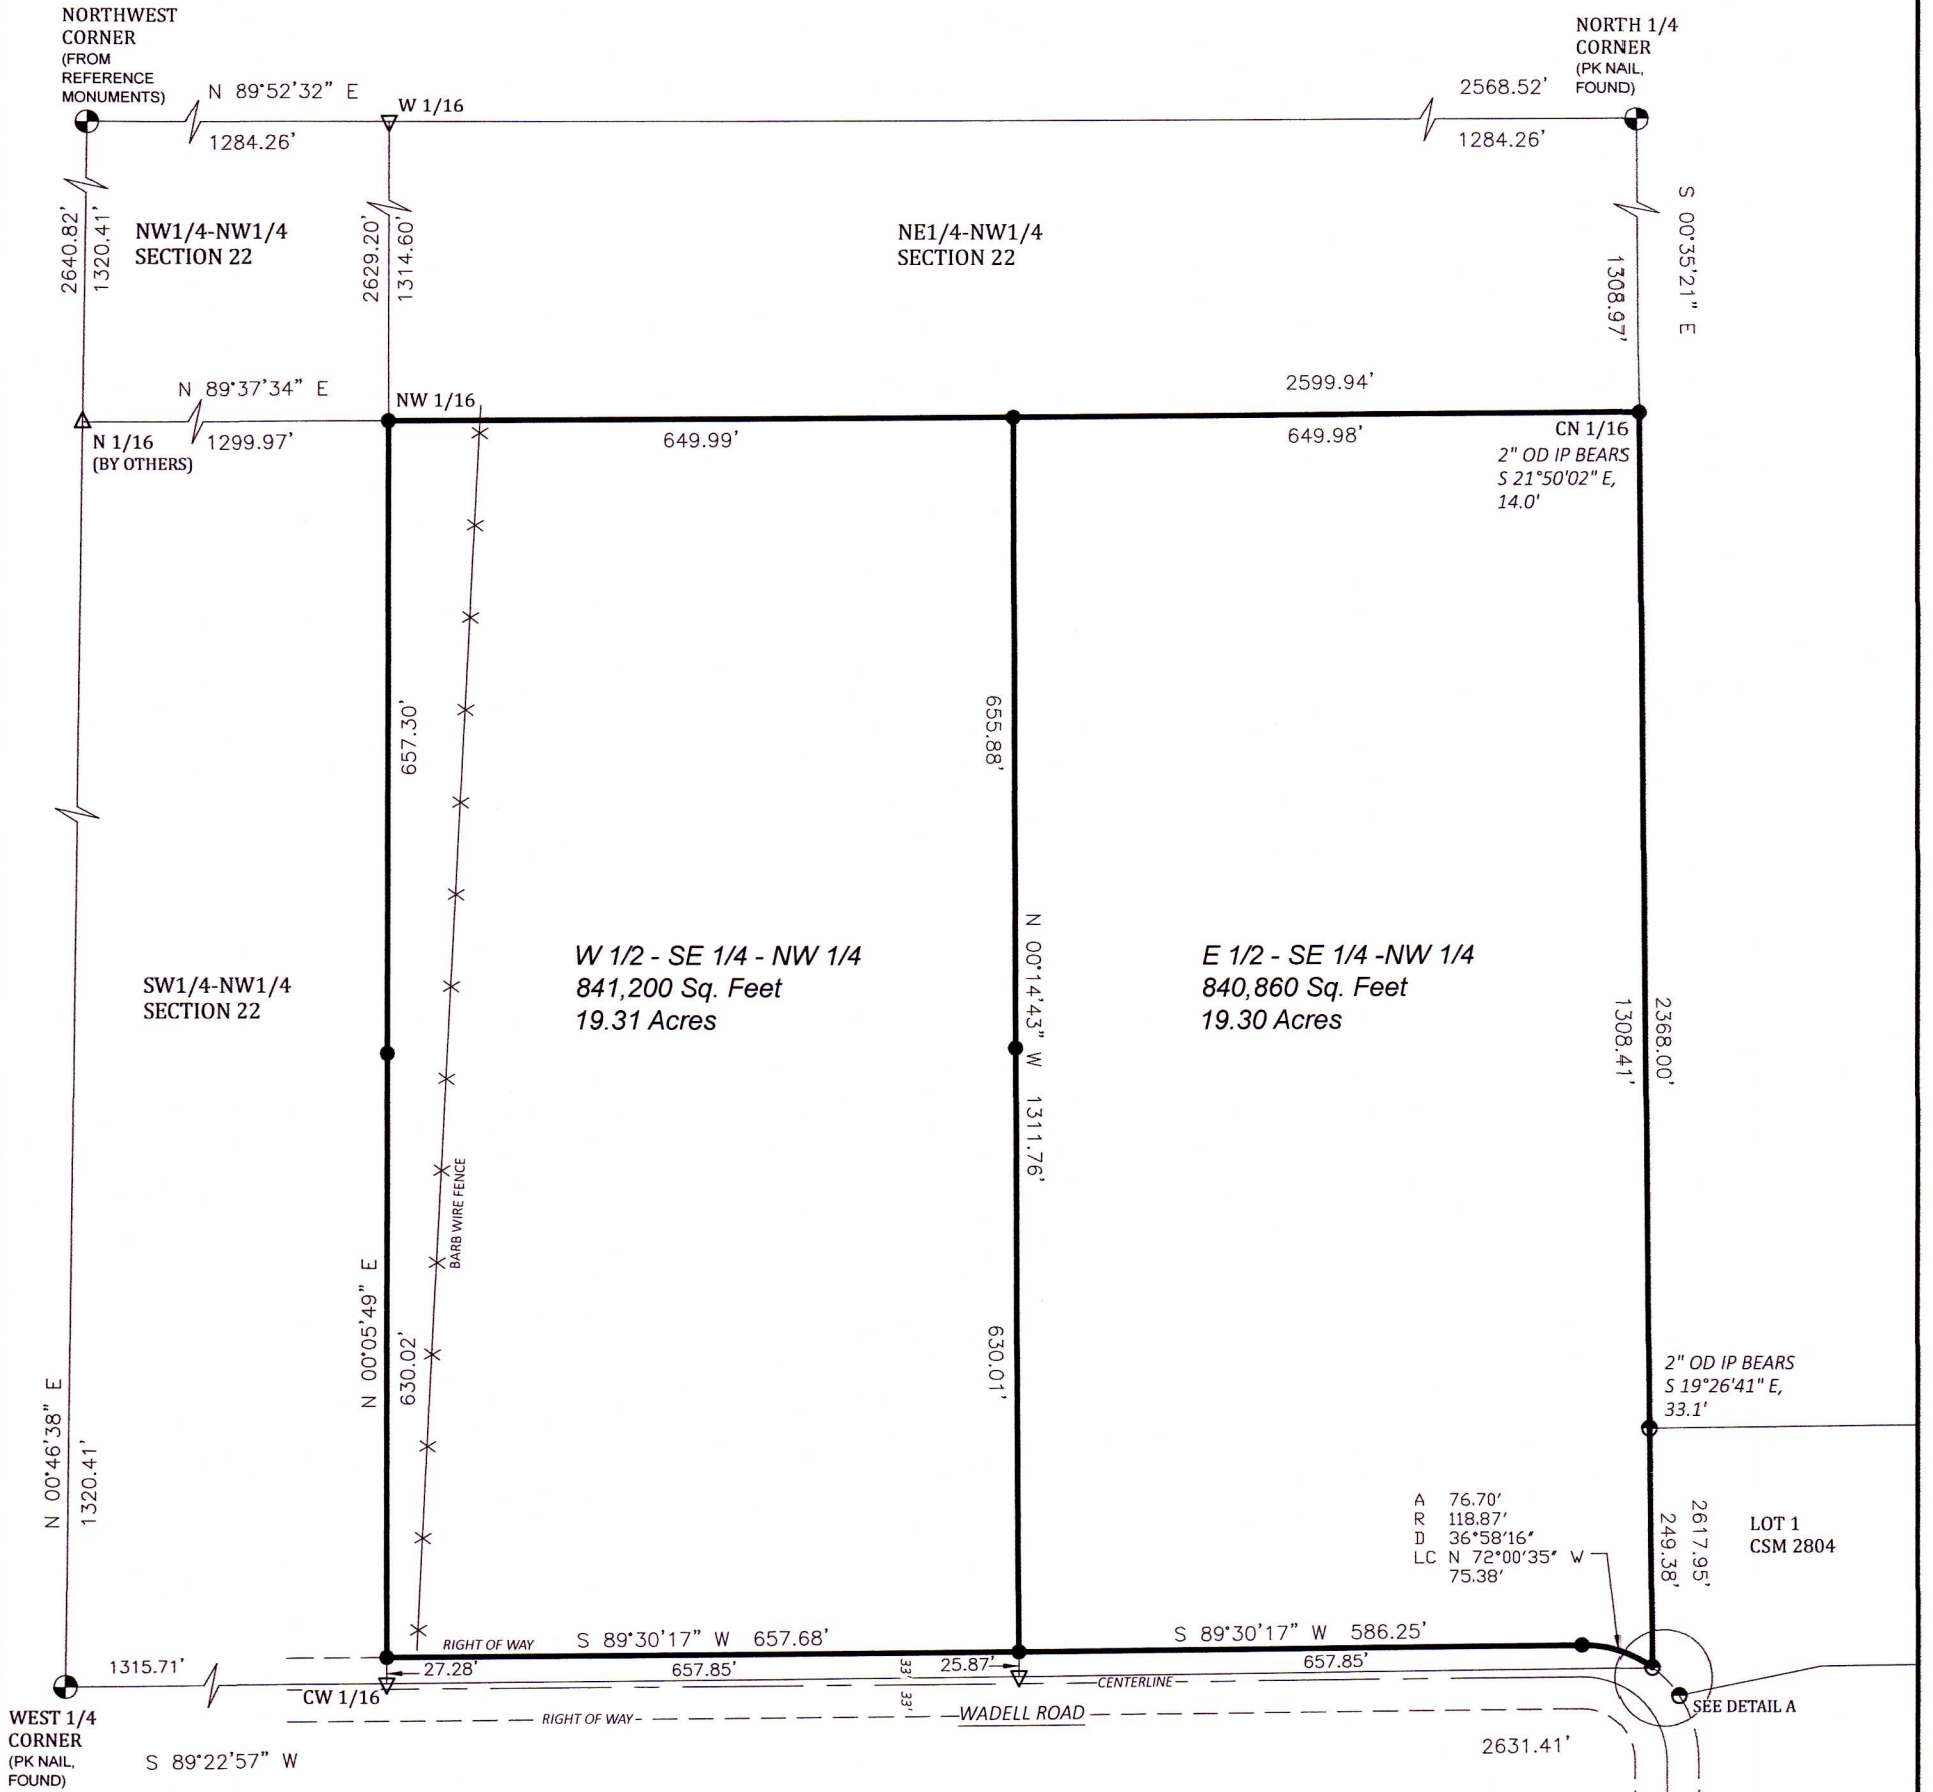 NORTHWEST
CORNER
(FROM
REFERENCE
MONUMENTS)
N 89°52'32" E
1284.26'
W 1/16
2568.52'
1284.26'
NORTH 1/4
CORNER
(PK NAIL,
FOUND)
2640.82'
1320.41'
NW1/4-NW1/4
SECTION 22
2629.20'
1314.60'
NE1/4-NW1/4
SECTION 22
1308.97'
S 00°35'21" E
N 89°37'34" E
1299.97'
N 1/16
(BY OTHERS)
NW 1/16
649.99'
2599.94'
649.98'
CN 1/16
2" OD IP BEARS
S 21°50'02" E,
14.0'
657.30'
655.88'
SW1/4-NW1/4
SECTION 22
W 1/2 - SE 1/4 - NW 1/4
841,200 Sq. Feet
19.31 Acres
N 00°14'43" W 1311.76'
E 1/2 - SE 1/4 -NW 1/4
840,860 Sq. Feet
19.30 Acres
1308.41'
2368.00'
BARB WIRE FENCE
N 00°05'49" E
630.02'
630.01'
2" OD IP BEARS
S 19°26'41" E,
33.1'
N 00°46'38" E
1320.41'
A 76.70'
R 118.87'
D 36°58'16"
LC N 72°00'35" W
75.38'
249.38'
2617.95'
LOT 1
CSM 2804
RIGHT OF WAY
S 89°30'17" W 657.68'
S 89°30'17" W 586.25'
1315.71'
27.28'
657.85'
33'
25.87'
657.85'
CW 1/16
33'
CENTERLINE
RIGHT OF WAY
WADELL ROAD
SEE DETAIL A
WEST 1/4
CORNER
(PK NAIL,
FOUND)
S 89°22'57" W
2631.41'